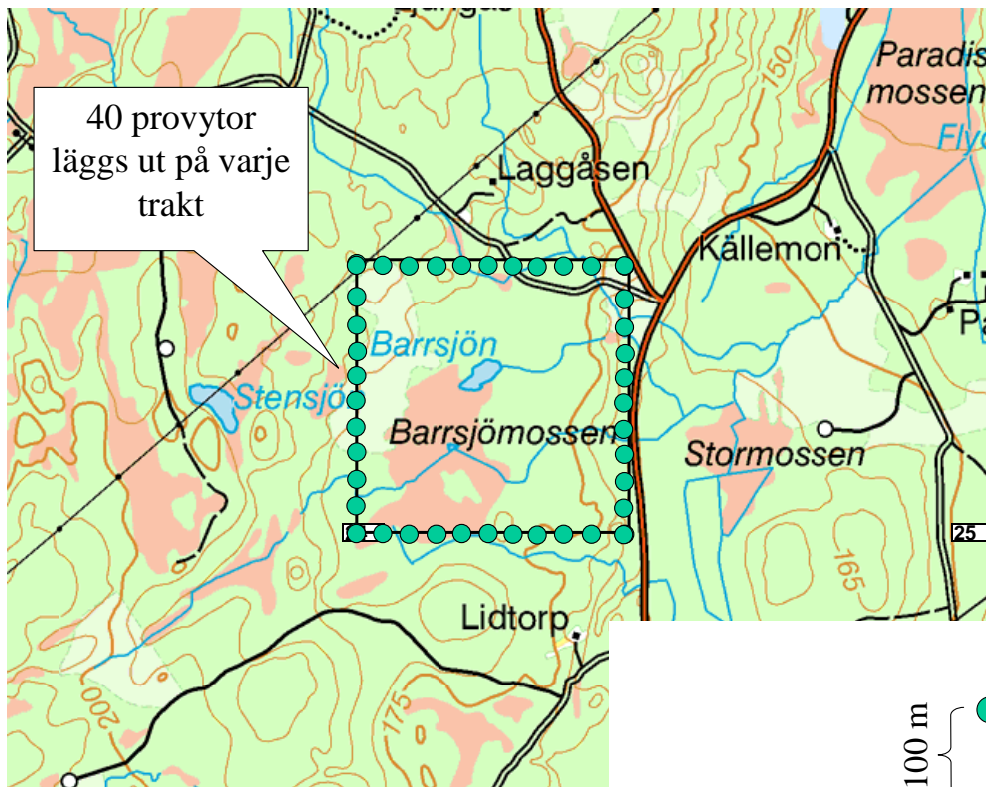 40 provytor
läggs ut på varje
trakt
Laggåsen
150
Paradis
mossen
Källemon
Barrsjön
Barrsjömossen
Stormossen
25
165
Lidtorp
200
175
100 m